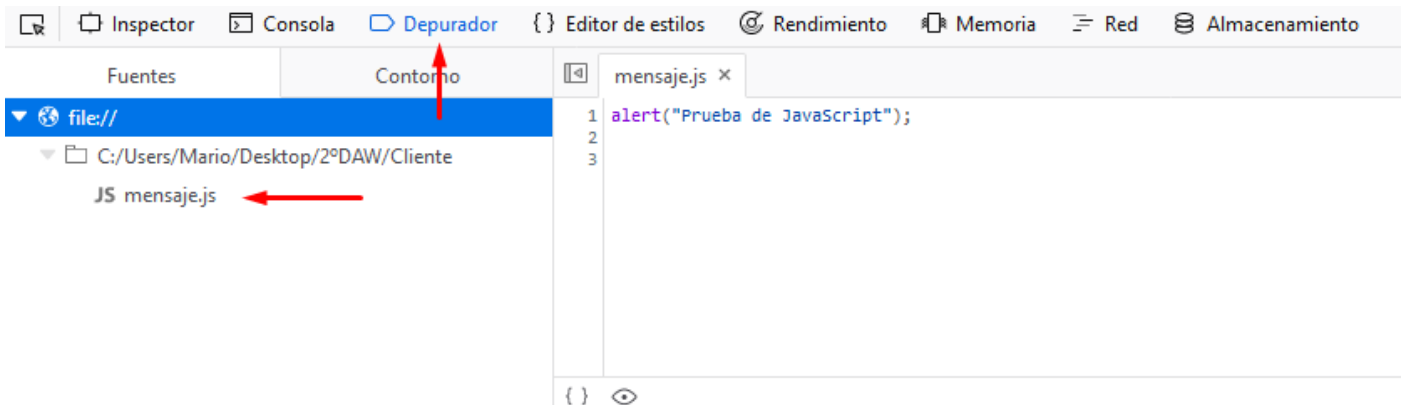 Inspector Consola Depurador { } Editor de estilos Rendimiento Memoria Red Almacenamiento
Fuentes Contorno mensaje.js ×
file://
C:/Users/Mario/Desktop/2ºDAW/Cliente
JS mensaje.js
1 alert("Prueba de JavaScript");
2
3
{ }